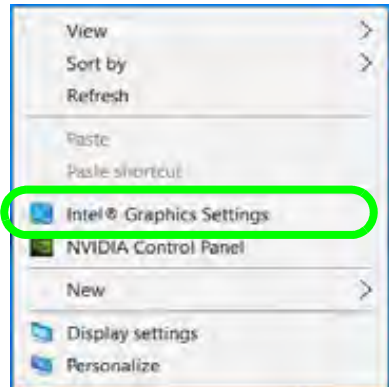 View
Sort by
Refresh
Paste
Paste shortcut
Intel® Graphics Settings
NVIDIA Control Panel
New
Display settings
Personalize